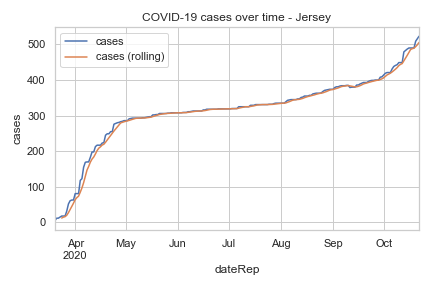 COVID-19 cases over time - Jersey
cases
cases (rolling)
500
400
300
200
100
0
cases
Apr
2020
May
Jun
Jul
Aug
Sep
Oct
dateRep